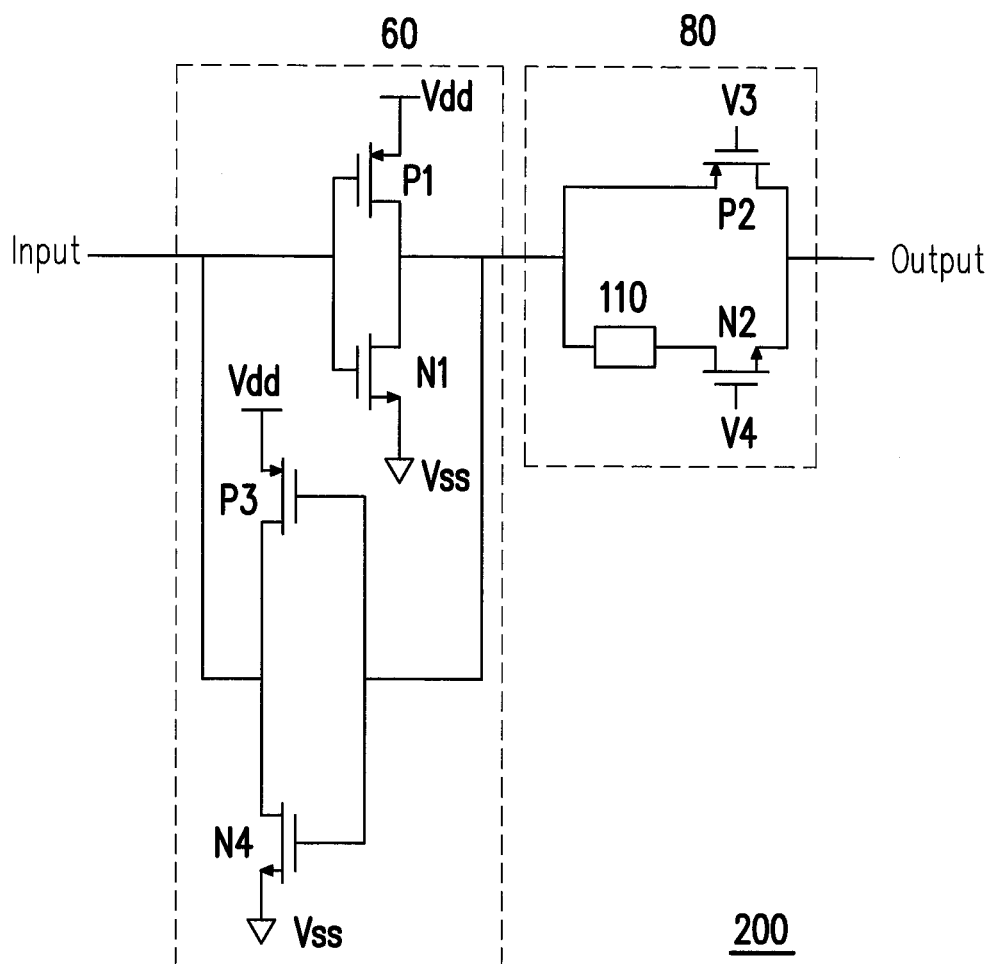 60
80
Vdd
V3
P1
P2
Input
Output
110
N2
N1
Vdd
V4
Vss
P3
N4
Vss
200